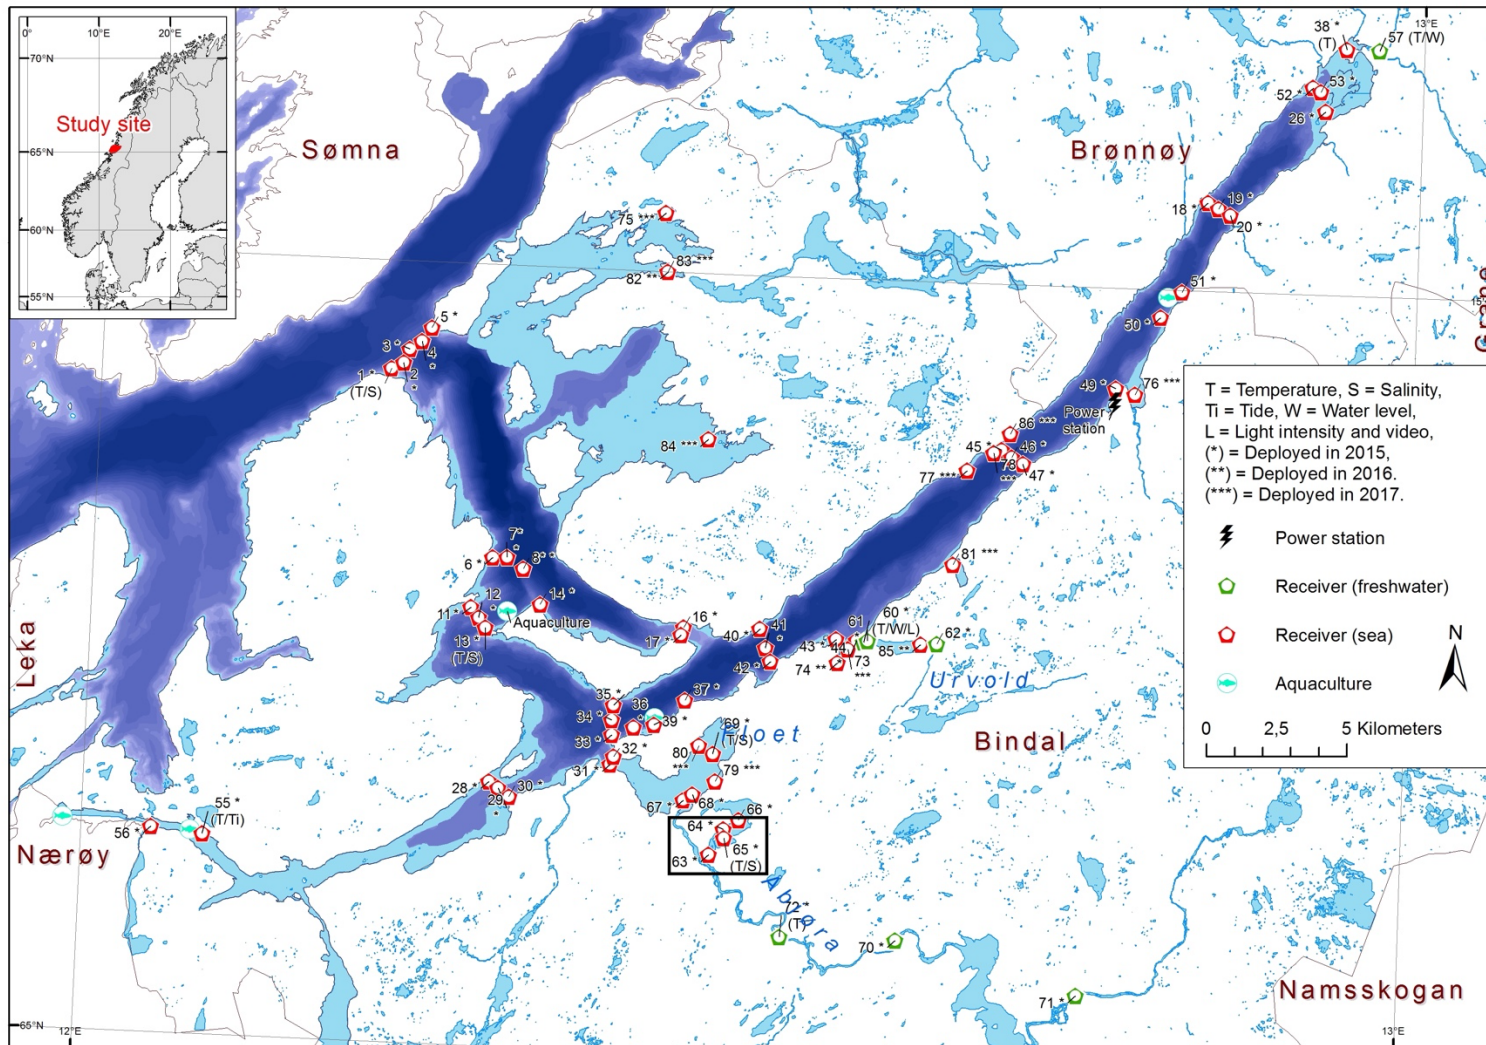 0°
10°E
20°E
70°N
65°N
60°N
55°N
Study site
13°E
38 *
(T)
57 (T/W)
53 *
52 *
26 *
Sømna
Brønnøy
19 *
18 *
20 *
75 ***
83 ***
82 ***
51 *
50 *
5 *
3 *
4
*
2
*
1 *
(T/S)
49 *
76 ***
Power
station
86 ***
84 ***
45 *
46 *
78
***
47 *
77 ***
T = Temperature, S = Salinity,
Ti = Tide, W = Water level,
L = Light intensity and video,
(*) = Deployed in 2015,
(**) = Deployed in 2016.
(***) = Deployed in 2017.
Power station
Receiver (freshwater)
Receiver (sea)
Aquaculture
N
0 2,5 5 Kilometers
7*
*
6 *
8* *
81 ***
11 *
12
*
14 *
Aquaculture
13 *
(T/S)
16 *
17 *
40 *
41
*
42 *
60 *
(T/W/L)
61
*
62 *
43 *
44
*
85 **
73
***
74 **
Urvold
Leka
35 *
36
*
37 *
34 *
39 *
33 *
69 *
(T/S)
Floet
80
***
Bindal
32 *
31 *
79 ***
28 *
30 *
29
*
67 *
68 *
66 *
64 *
65 *
(T/S)
63 *
55 *
(T/Ti)
56 *
Nærøy
Åbrøra
72 *
(T)
70 *
71 *
Namsskogan
65°N
12°E
13°E